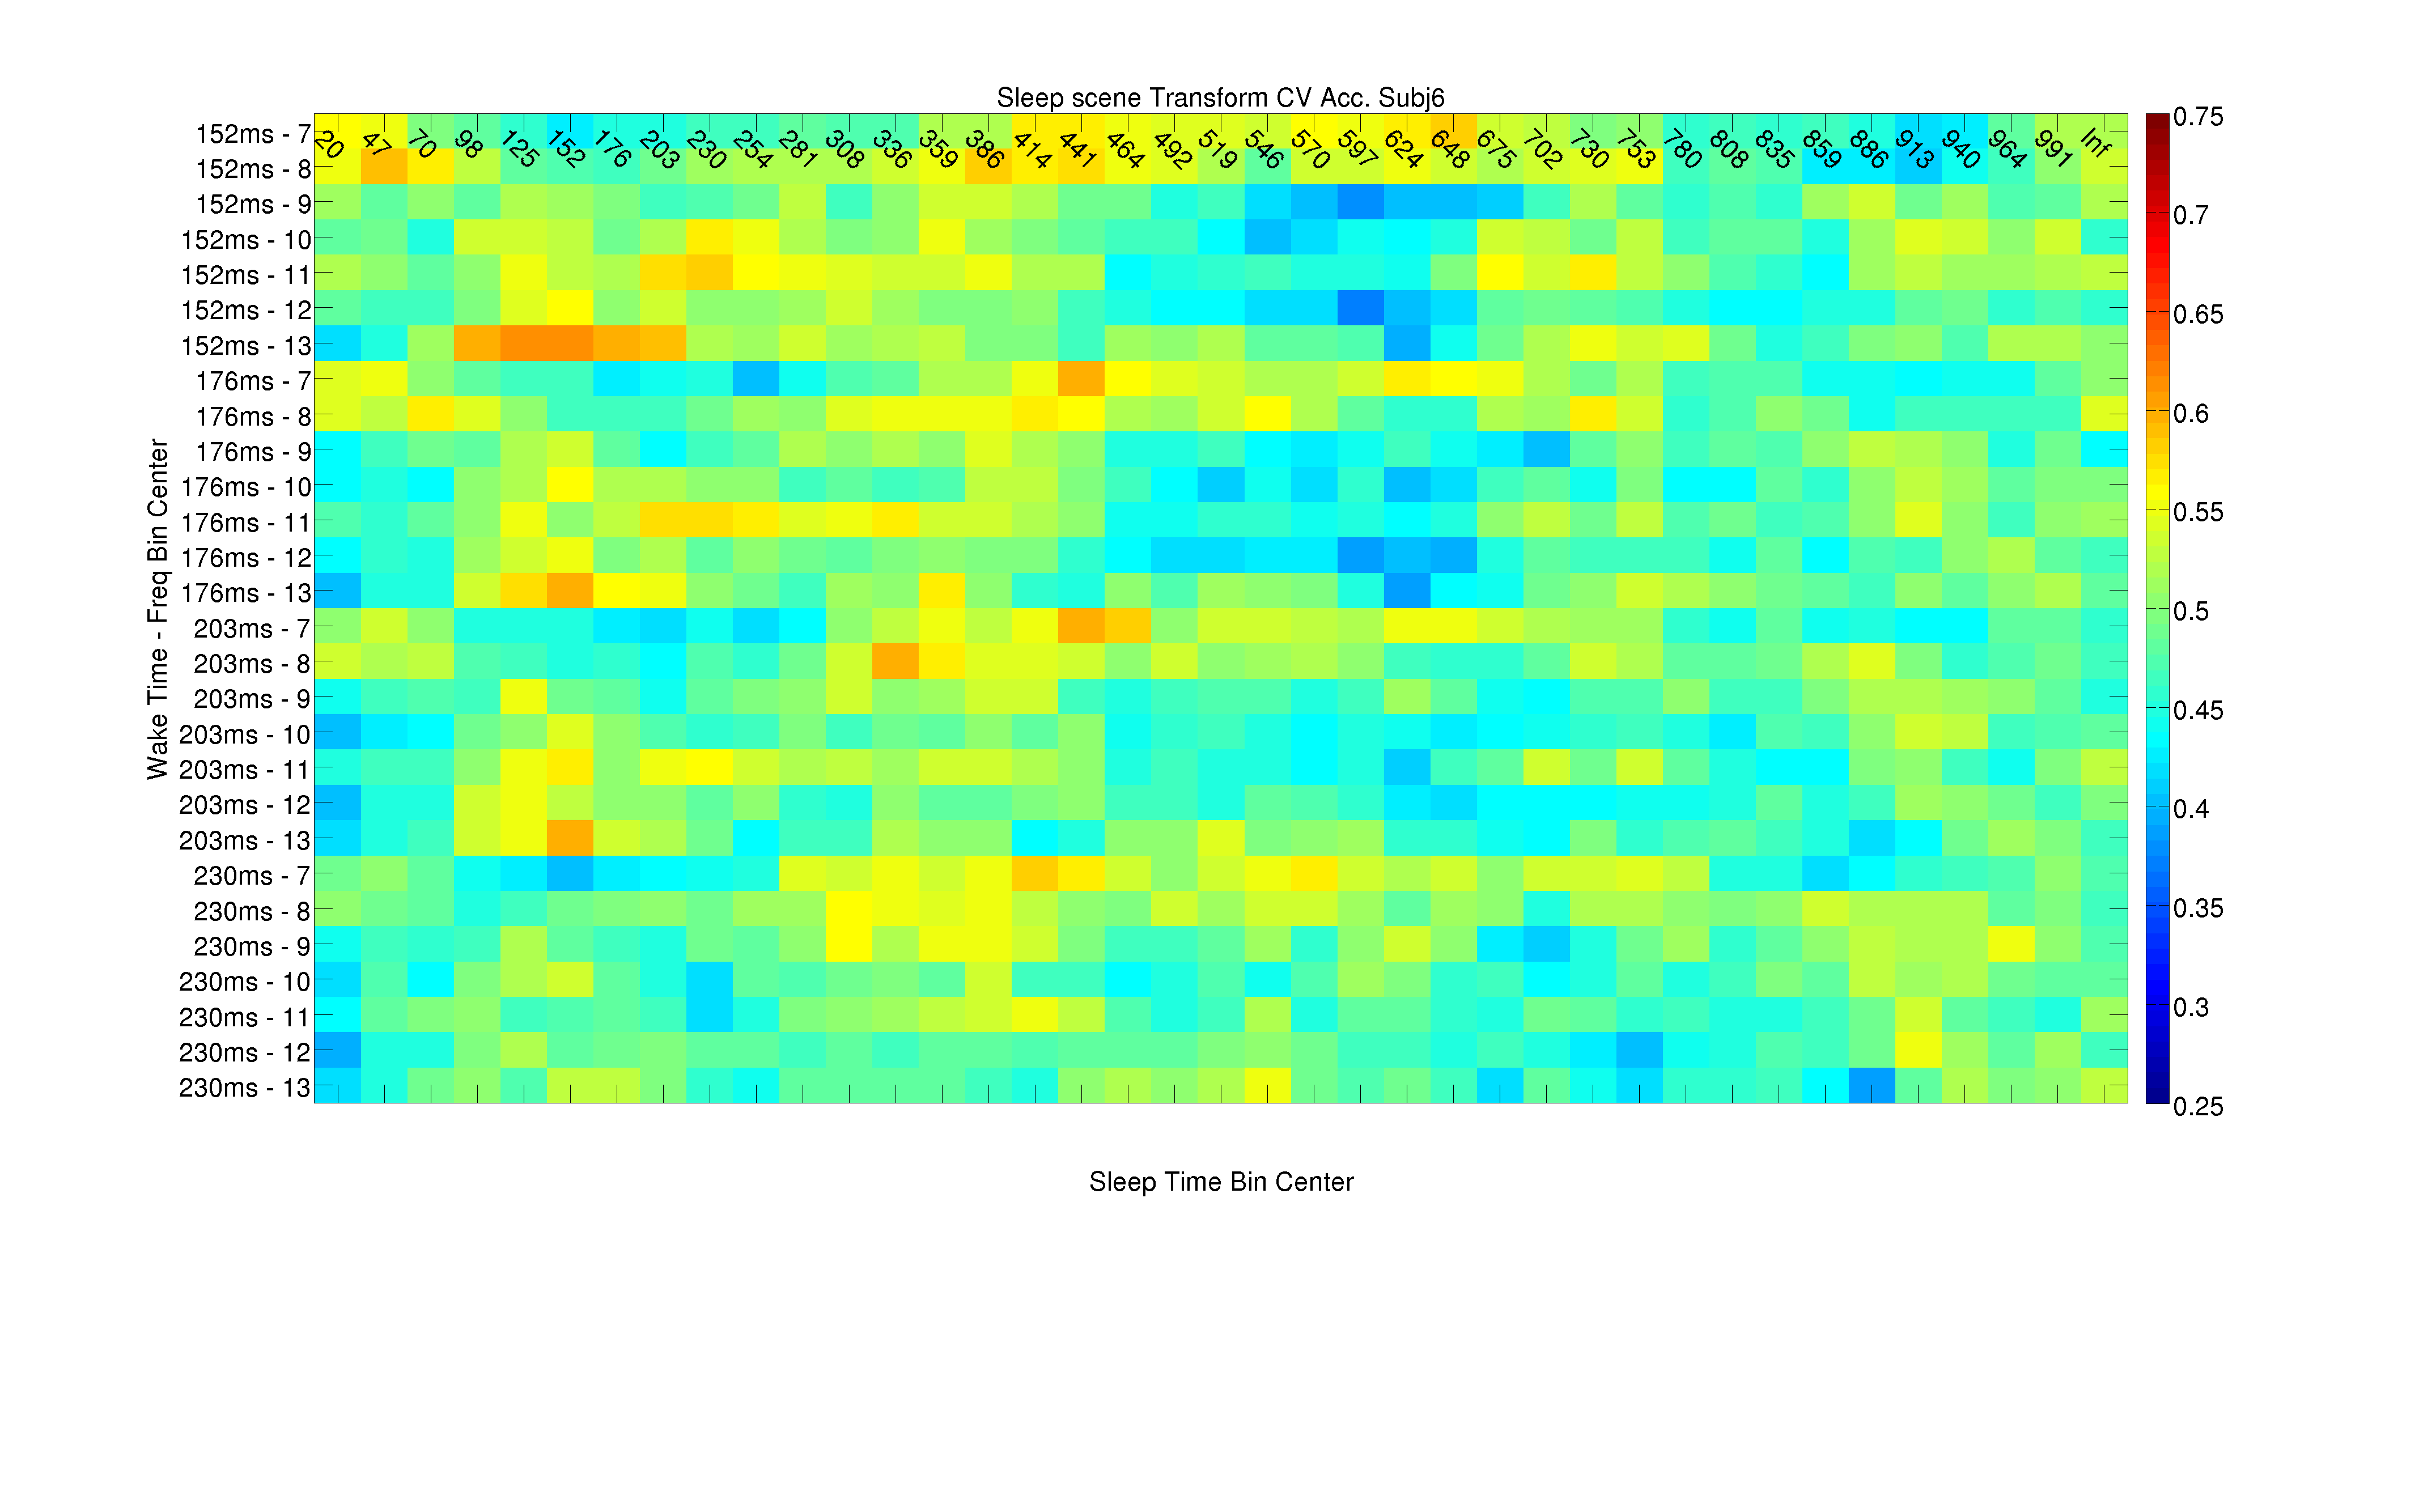 Sleep scene Transform CV Acc. Subj6
20 47 70 98 125 152 176 203 230 254 281 308 336 359 386 414 441 464 492 519 546 570 597 624 648 675 702 730 753 780 808 835 859 886 913 940 964 991 Inf
Wake Time - Freq Bin Center
152ms - 7
152ms - 8
152ms - 9
152ms - 10
152ms - 11
152ms - 12
152ms - 13
176ms - 7
176ms - 8
176ms - 9
176ms - 10
176ms - 11
176ms - 12
176ms - 13
203ms - 7
203ms - 8
203ms - 9
203ms - 10
203ms - 11
203ms - 12
203ms - 13
230ms - 7
230ms - 8
230ms - 9
230ms - 10
230ms - 11
230ms - 12
230ms - 13
0.75
0.7
0.65
0.6
0.55
0.5
0.45
0.4
0.35
0.3
0.25
Sleep Time Bin Center